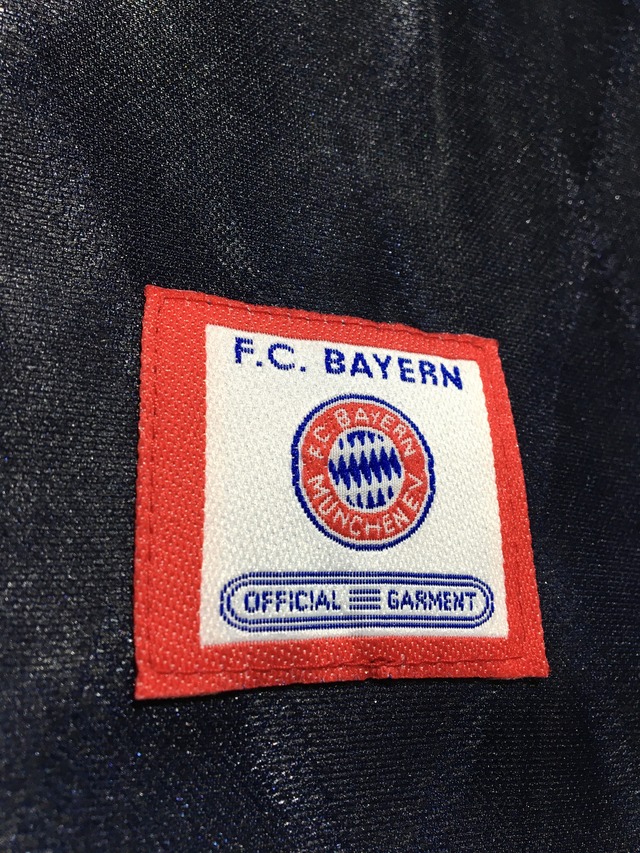 F.C. BAYERN
FC BAYERN
MÜNCHEN EV
OFFICIAL GARMENT